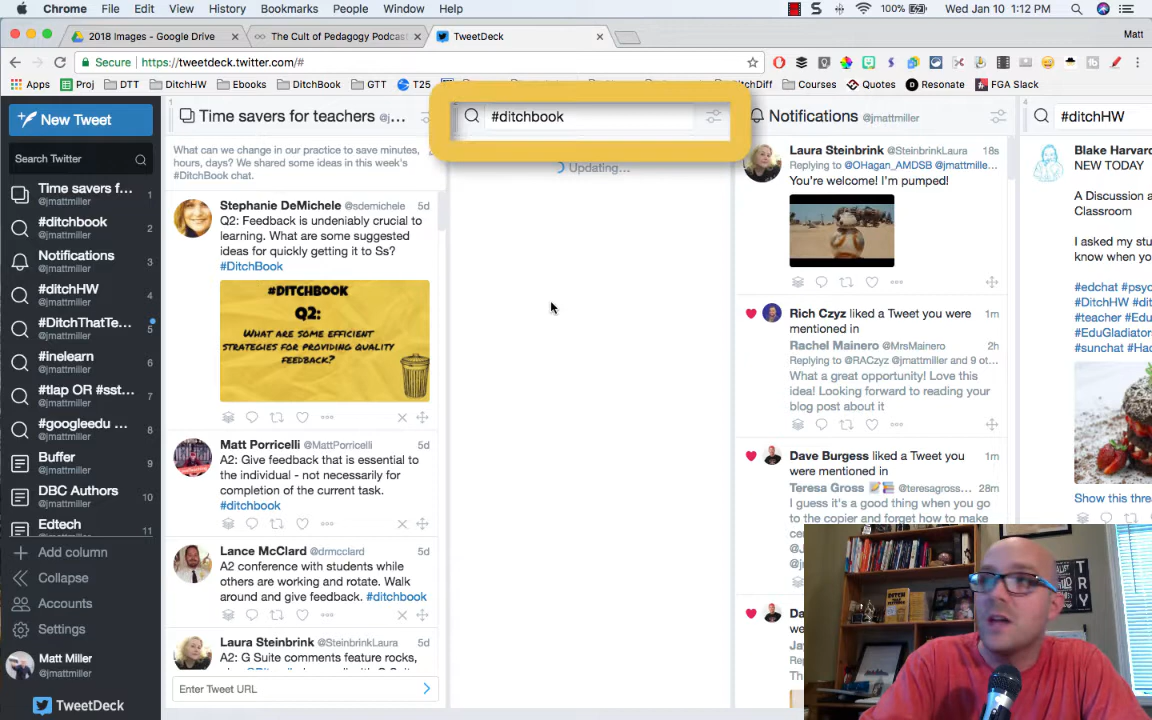 Chrome File Edit View History Bookmarks People Window Help
100% Wed Jan 10 1:12 PM
2018 Images - Google Drive
The Cult of Pedagogy Podcast
TweetDeck
Matt
Secure https://tweetdeck.twitter.com/#
Apps Proj DTT DitchHW Ebooks DitchBook GTT T25
Courses Quotes Resonate FGA Slack
New Tweet
Search Twitter
Time savers f... 1
@jmattmiller
#ditchbook 2
@jmattmiller
Notifications 3
@jmattmiller
#ditchHW 4
@jmattmiller
#DitchThatTe... 5
@jmattmiller
#inelearn 6
@jmattmiller
#tlap OR #sst... 7
@jmattmiller
#googleedu ... 8
@jmattmiller
Buffer 9
@jmattmiller
DBC Authors 10
@jmattmiller
Edtech 11
Add column
Collapse
Accounts
Settings
Matt Miller
@jmattmiller
TweetDeck
1
Time savers for teachers @j...
What can we change in our practice to save minutes,
hours, days? We shared some ideas in this week's
#DitchBook chat.
Stephanie DeMichele @sdemichele 5d
Q2: Feedback is undeniably crucial to
learning. What are some suggested
ideas for quickly getting it to Ss?
#DitchBook
#DITCHBOOK
Q2:
WHAT ARE SOME EFFICIENT
STRATEGIES FOR PROVIDING QUALITY
FEEDBACK?
Matt Porricelli @MattPorricelli 5d
A2: Give feedback that is essential to
the individual - not necessarily for
completion of the current task.
#ditchbook
Lance McClard @drmcclard 5d
A2 conference with students while
others are working and rotate. Walk
around and give feedback. #ditchbook
Laura Steinbrink @SteinbrinkLaura 5d
A2: G Suite comments feature rocks,
Enter Tweet URL
#ditchbook
Updating...
Notifications @jmattmiller
Laura Steinbrink @SteinbrinkLaura 18s
Replying to @OHagan_AMDSB @jmattmille...
You're welcome! I'm pumped!
Rich Czyz liked a Tweet you were 1m
mentioned in
Rachel Mainero @MrsMainero 2h
Replying to @RACzyz @jmattmiller and 9 ot...
What a great opportunity! Love this
idea! Looking forward to reading your
blog post about it
Dave Burgess liked a Tweet you 1m
were mentioned in
Teresa Gross @teresagross... 28m
I guess it's a good thing when you go
to the copier and forget how to make
4
#ditchHW
Blake Harvard
NEW TODAY
A Discussion a
Classroom
I asked my stu
know when yo
#edchat #psyc
#DitchHW #dit
#teacher #Edu
#EduGladiators
#sunchat #Hac
Show this thre
TRY